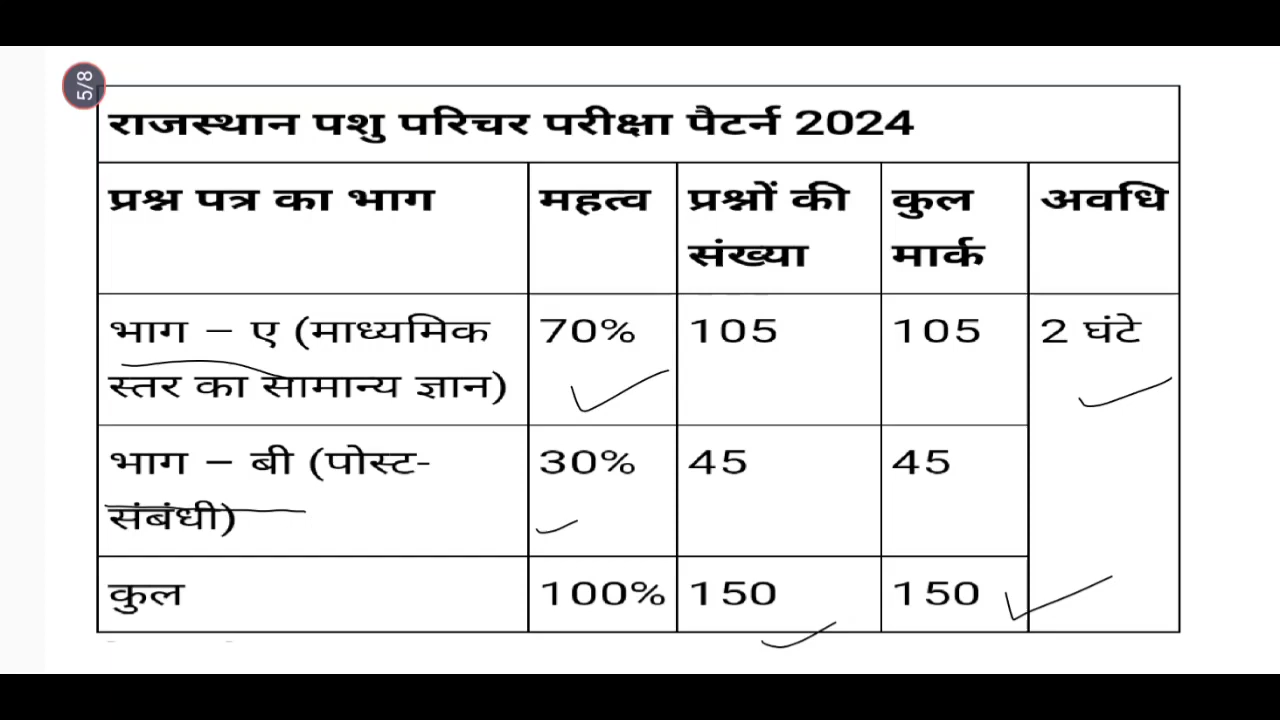 5/8
राजस्थान पशु परिचर परीक्षा पैटर्न 2024
प्रश्न पत्र का भाग महत्व प्रश्नों की संख्या कुल मार्क अवधि
भाग – ए (माध्यमिक स्तर का सामान्य ज्ञान) 70% 105 105 2 घंटे
भाग – बी (पोस्ट-संबंधी) 30% 45 45
कुल 100% 150 150